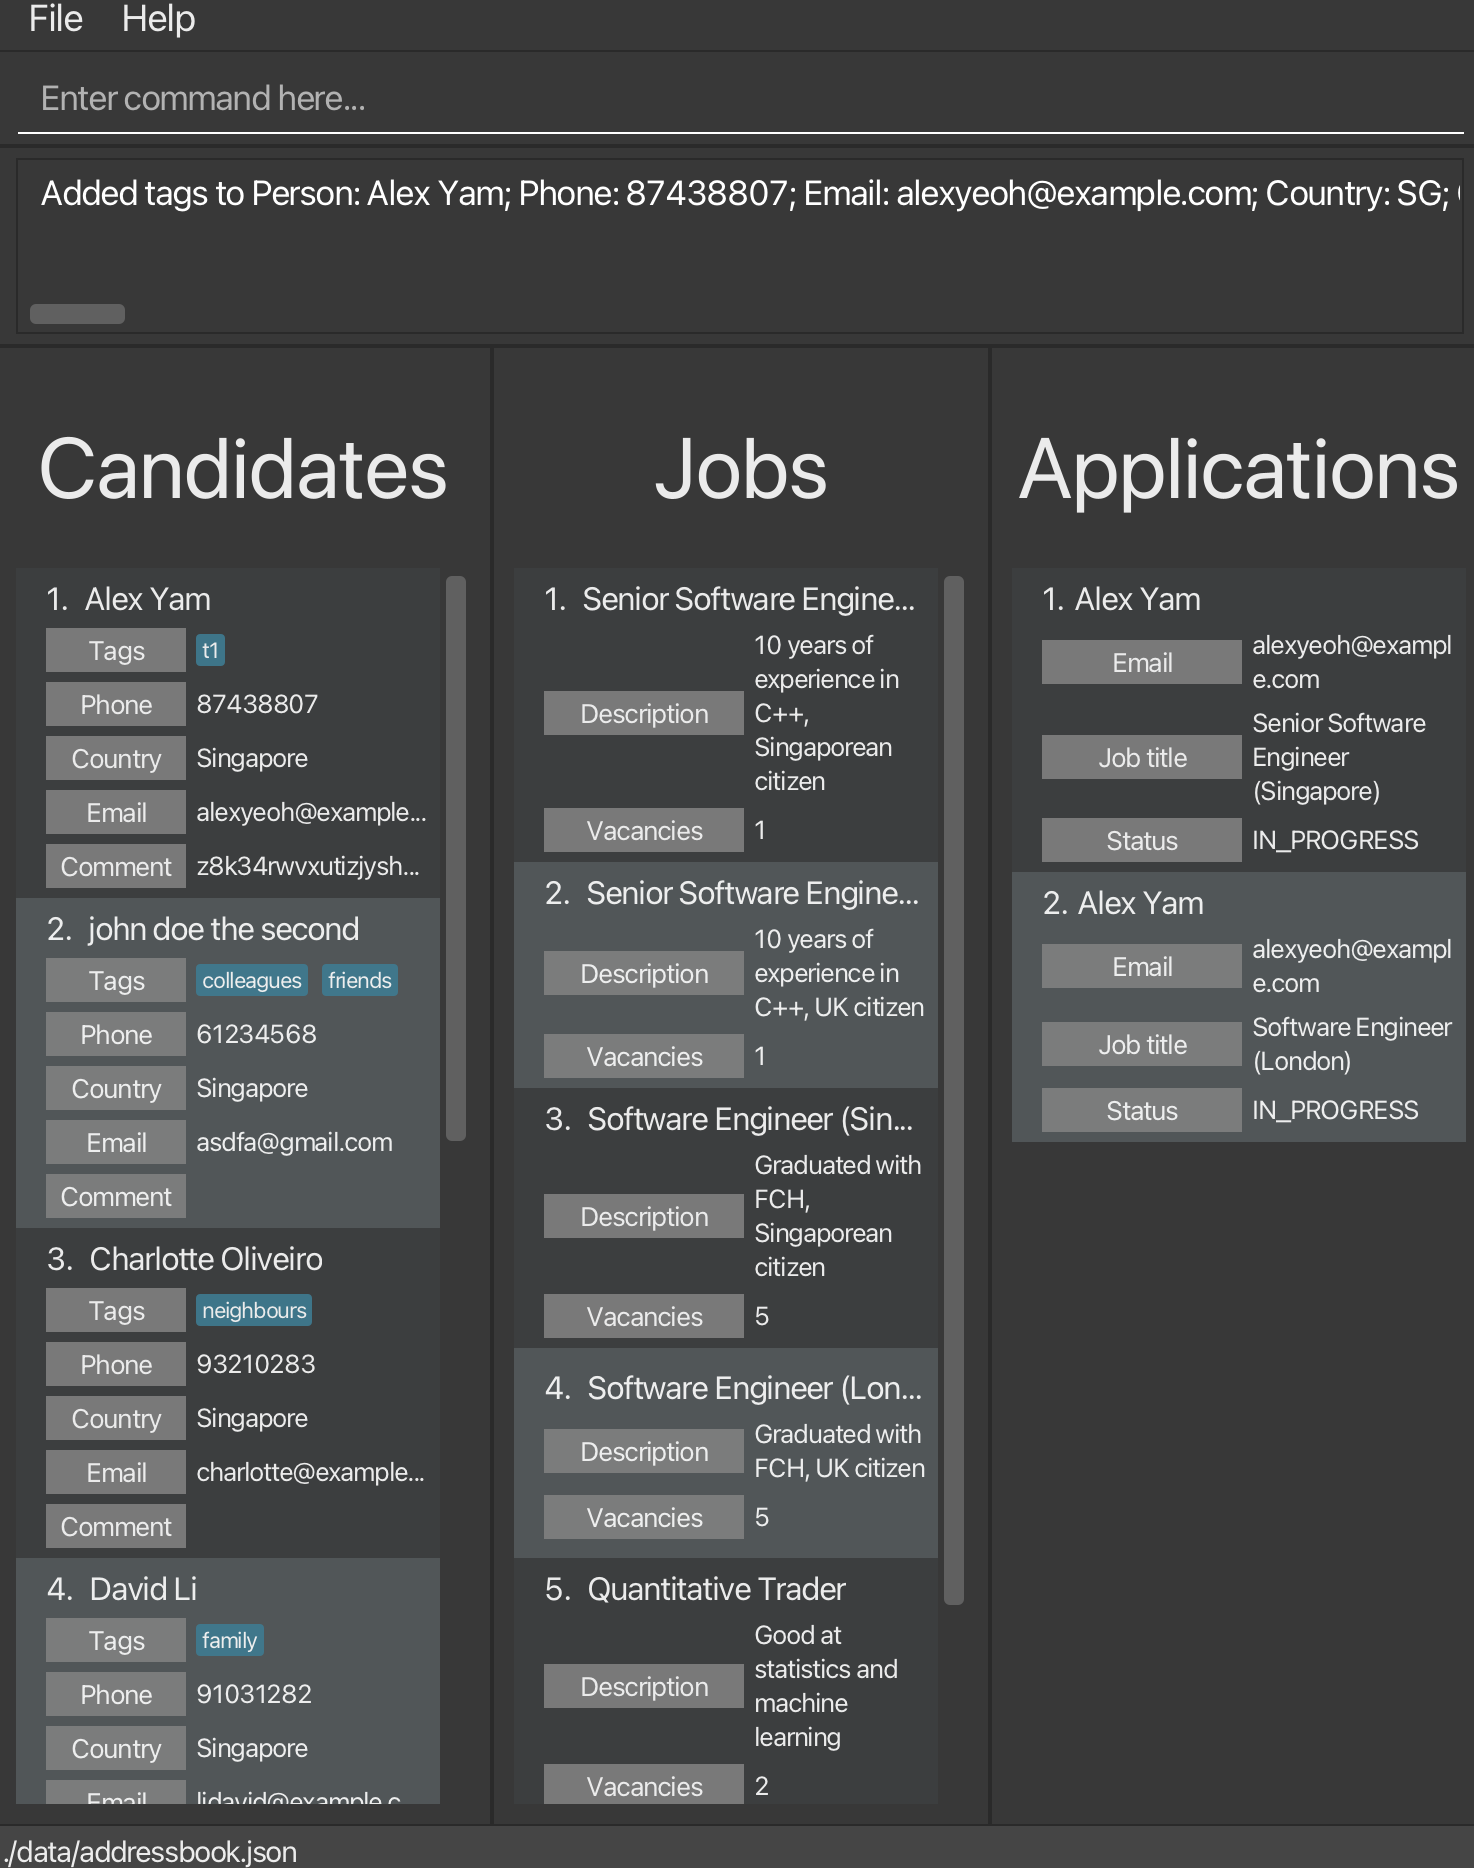 File Help
Enter command here...
Added tags to Person: Alex Yam; Phone: 87438807; Email: alexyeoh@example.com; Country: SG;
Candidates
1. Alex Yam
Tags t1
Phone 87438807
Country Singapore
Email alexyeoh@example...
Comment z8k34rwvxutizjysh...
2. john doe the second
Tags colleagues friends
Phone 61234568
Country Singapore
Email asdfa@gmail.com
Comment
3. Charlotte Oliveiro
Tags neighbours
Phone 93210283
Country Singapore
Email charlotte@example...
Comment
4. David Li
Tags family
Phone 91031282
Country Singapore
Email lidavid@example.c
Jobs
1. Senior Software Engine...
Description
10 years of
experience in
C++,
Singaporean
citizen
Vacancies 1
2. Senior Software Engine...
Description
10 years of
experience in
C++, UK citizen
Vacancies 1
3. Software Engineer (Sin...
Description
Graduated with
FCH,
Singaporean
citizen
Vacancies 5
4. Software Engineer (Lon...
Description
Graduated with
FCH, UK citizen
Vacancies 5
5. Quantitative Trader
Description
Good at
statistics and
machine
learning
Vacancies 2
Applications
1. Alex Yam
Email
alexyeoh@exampl
e.com
Job title
Senior Software
Engineer
(Singapore)
Status IN_PROGRESS
2. Alex Yam
Email
alexyeoh@exampl
e.com
Job title
Software Engineer
(London)
Status IN_PROGRESS
./data/addressbook.json